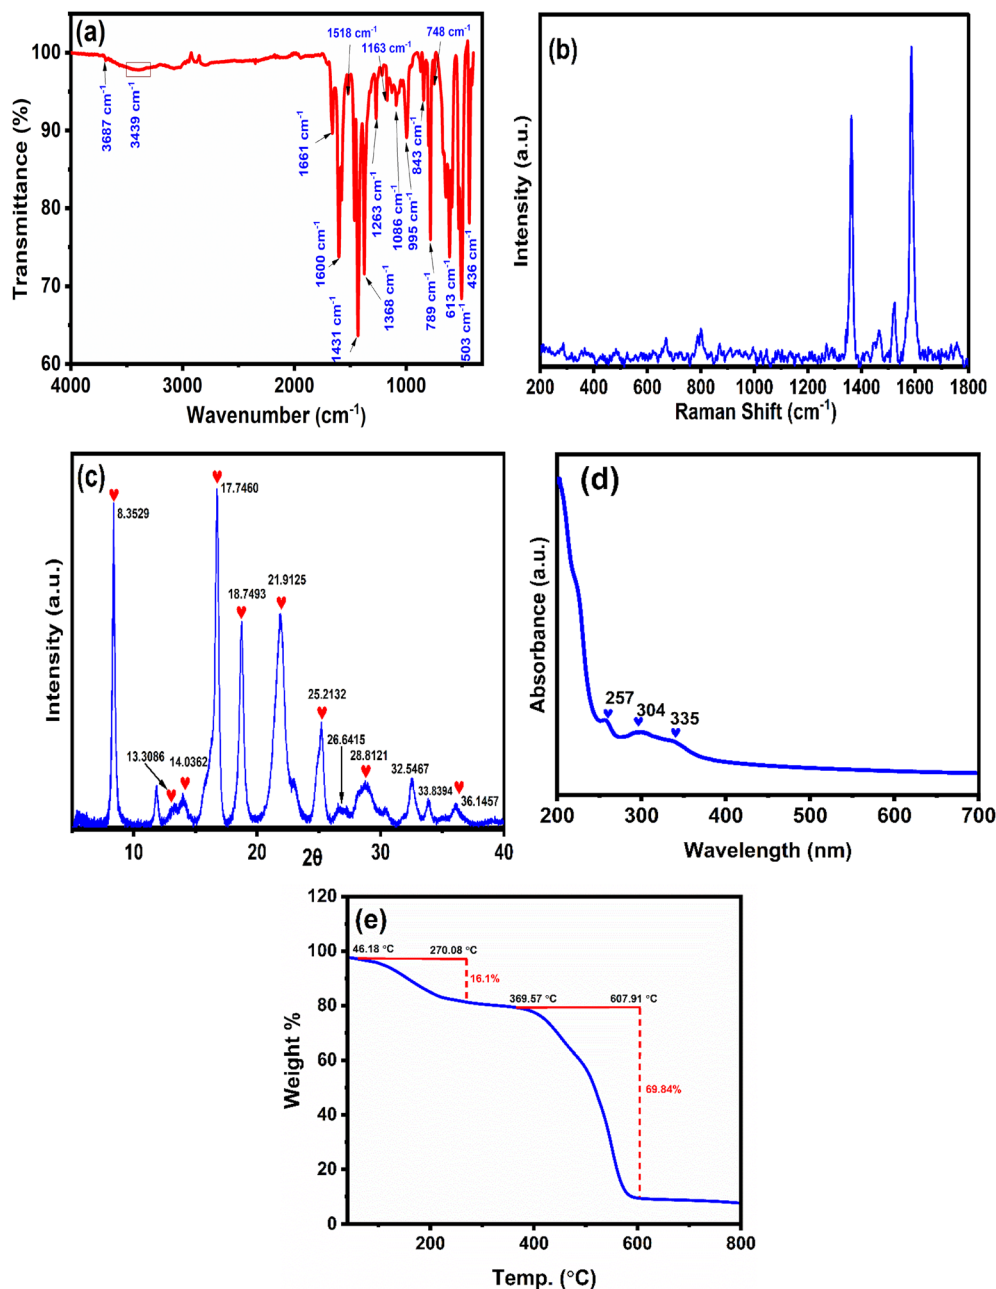 (a)
Transmittance (%)
100
90
80
70
60
4000
3000
2000
1000
Wavenumber (cm-1)
3687 cm-1
3439 cm-1
1661 cm-1
1600 cm-1
1518 cm-1
1431 cm-1
1368 cm-1
1163 cm-1
1263 cm-1
1086 cm-1
995 cm-1
843 cm-1
748 cm-1
789 cm-1
613 cm-1
503 cm-1
436 cm-1
(b)
Intensity (a.u.)
200 400 600 800 1000 1200 1400 1600 1800
Raman Shift (cm-1)
(c)
Intensity (a.u.)
8.3529
13.3086
14.0362
17.7460
18.7493
21.9125
25.2132
26.6415
28.8121
32.5467
33.8394
36.1457
10 20 30 40
2θ
(d)
Absorbance (a.u.)
257
304
335
200 300 400 500 600 700
Wavelength (nm)
(e)
Weight %
120
100
80
60
40
20
0
46.18 °C
270.08 °C
16.1%
369.57 °C
607.91 °C
69.84%
200 400 600 800
Temp. (°C)